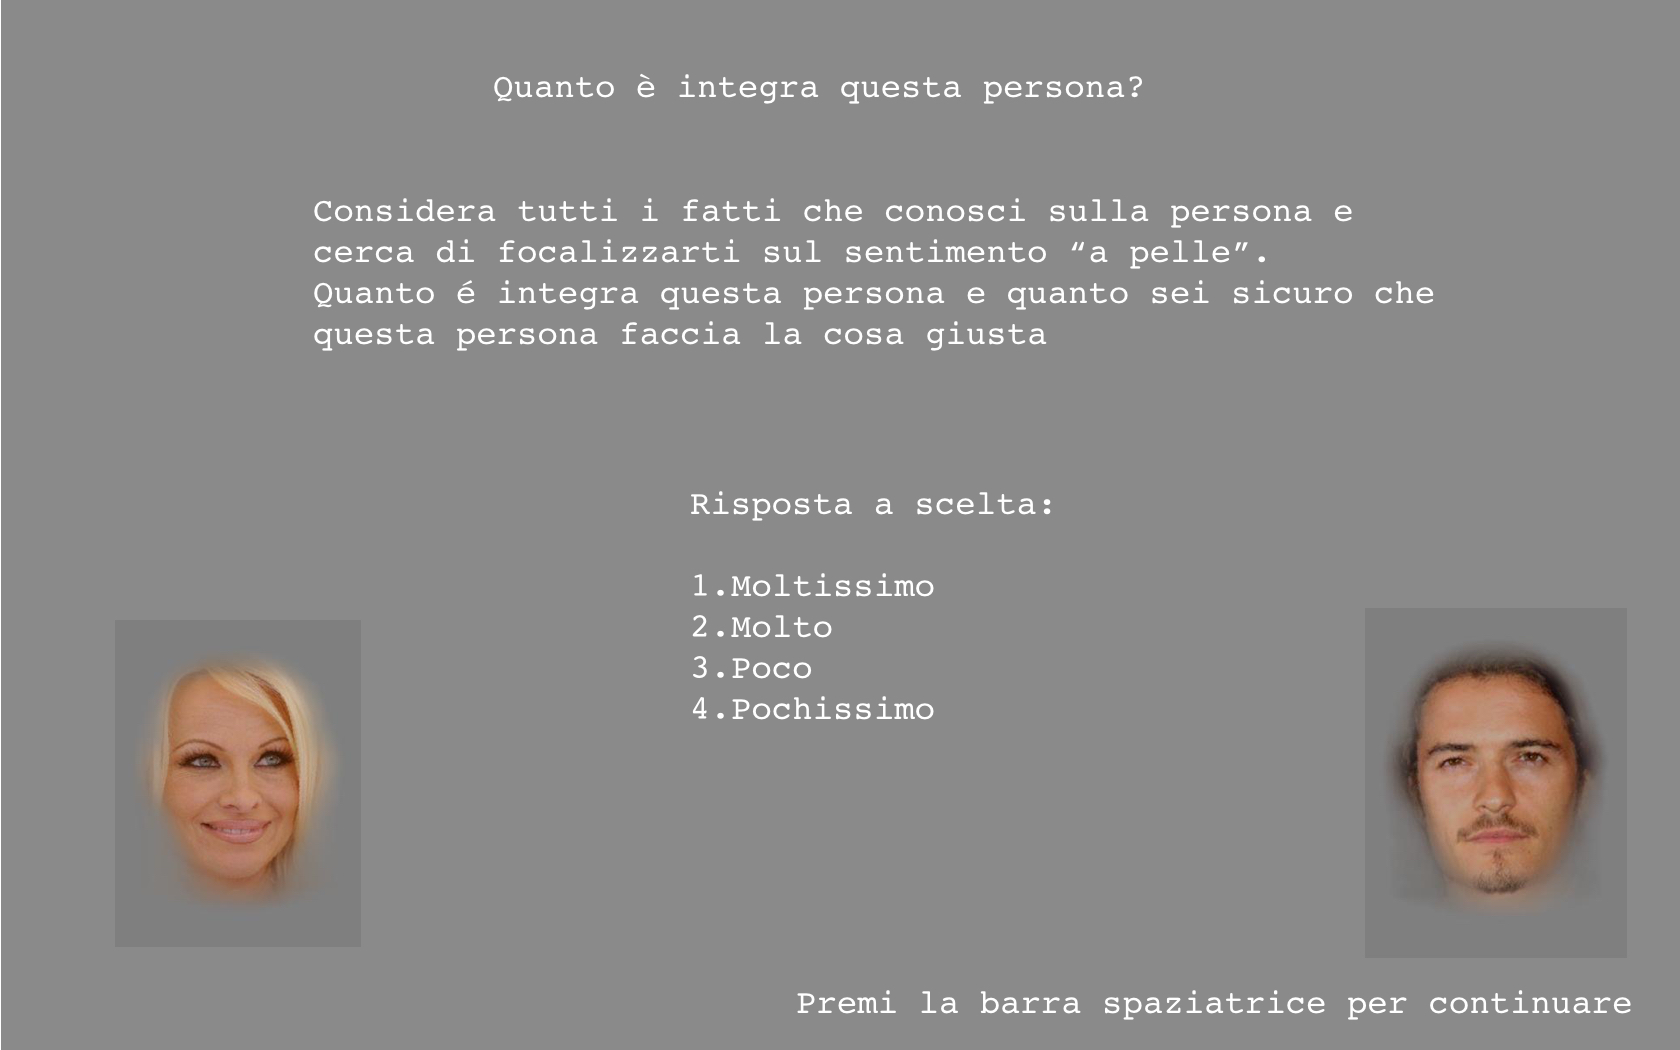 Quanto è integra questa persona?
Considera tutti i fatti che conosci sulla persona e
cerca di focalizzarti sul sentimento “a pelle”.
Quanto é integra questa persona e quanto sei sicuro che
questa persona faccia la cosa giusta
Risposta a scelta:
1.Moltissimo
2.Molto
3.Poco
4.Pochissimo
Premi la barra spaziatrice per continuare